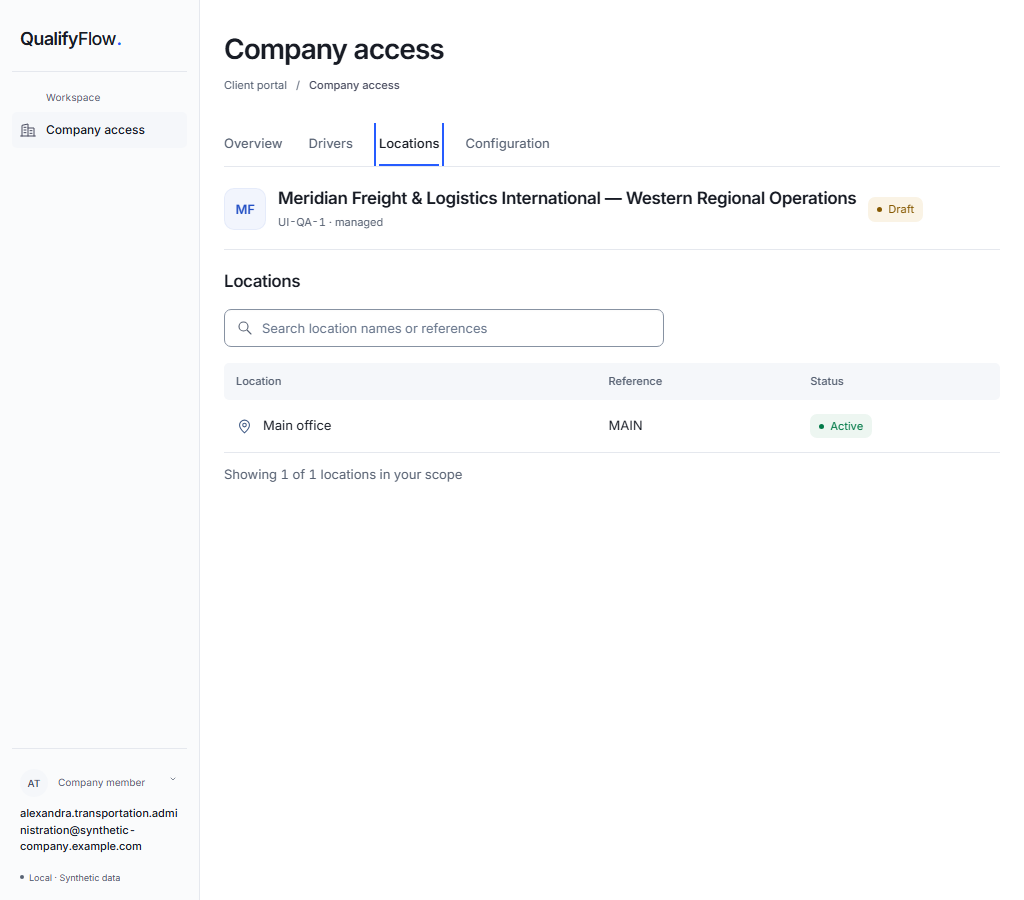 QualifyFlow.
Workspace
Company access
Company access
Client portal / Company access
Overview Drivers Locations Configuration
MF
Meridian Freight & Logistics International — Western Regional Operations
Draft
UI-QA-1 · managed
Locations
Search location names or references
Location Reference Status
Main office MAIN Active
Showing 1 of 1 locations in your scope
AT Company member
alexandra.transportation.admi
nistration@synthetic-
company.example.com
Local · Synthetic data